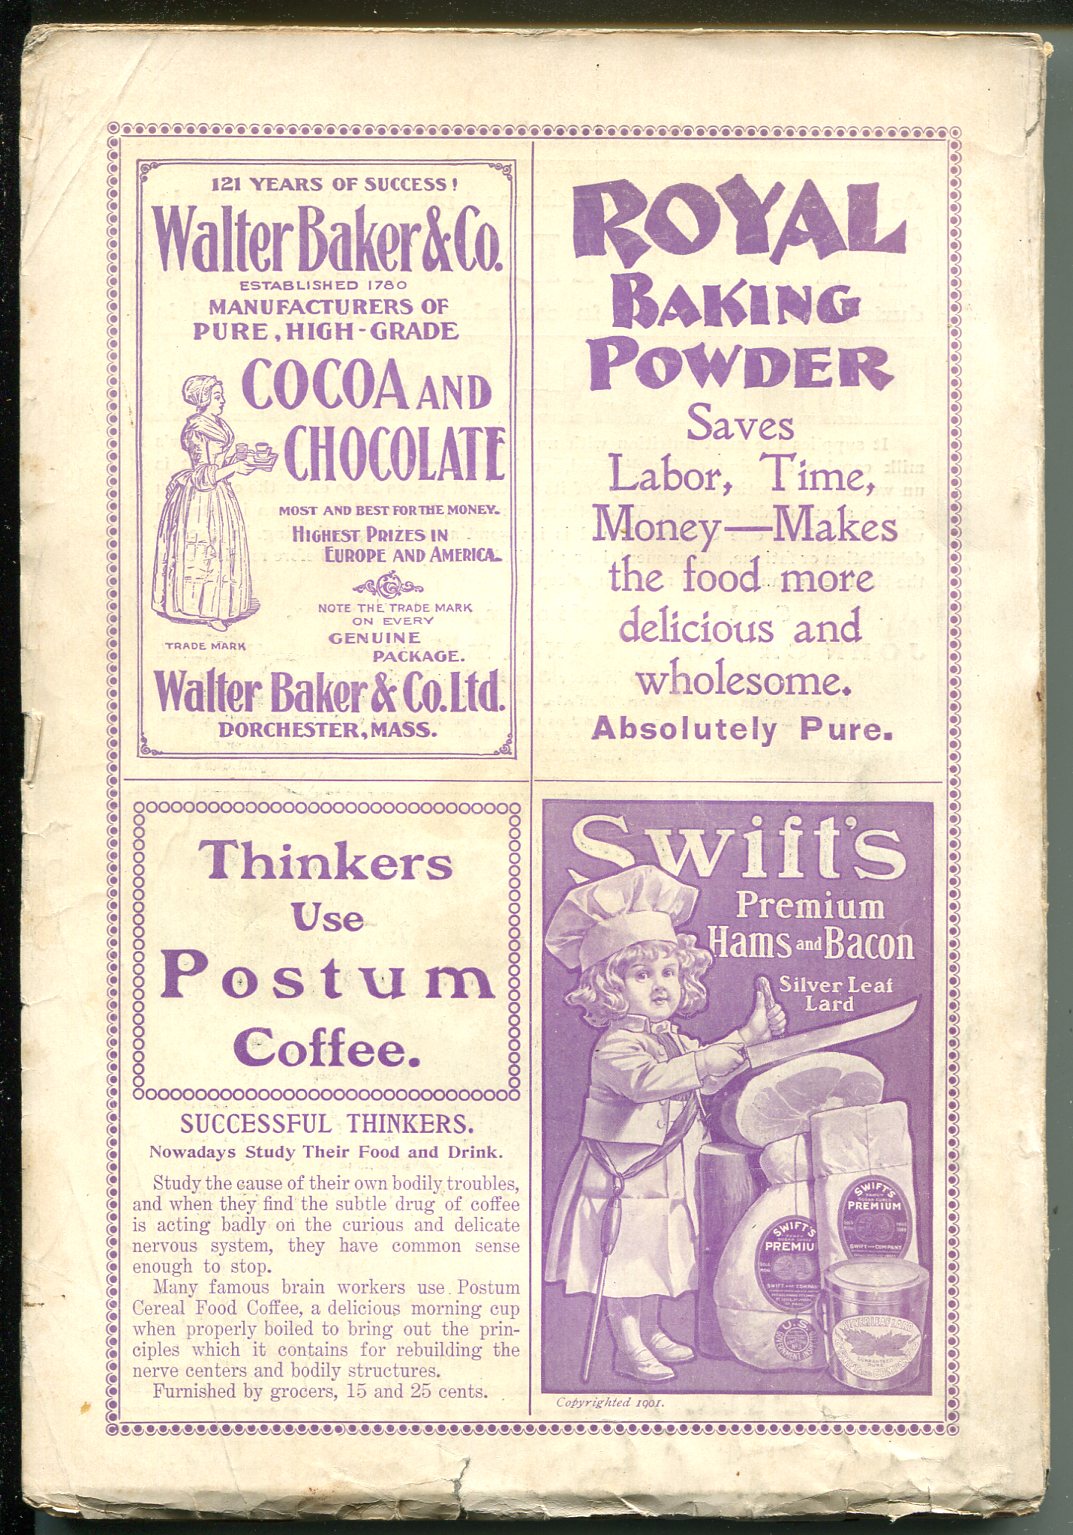 121 YEARS OF SUCCESS!
Walter Baker & Co.
ESTABLISHED 1780
MANUFACTURERS OF
PURE, HIGH-GRADE
COCOA AND
CHOCOLATE
MOST AND BEST FOR THE MONEY.
HIGHEST PRIZES IN
EUROPE AND AMERICA.
NOTE THE TRADE MARK
ON EVERY
GENUINE
PACKAGE.
TRADE MARK
Walter Baker & Co. Ltd.
DORCHESTER, MASS.
ROYAL
BAKING
POWDER
Saves
Labor, Time,
Money—Makes
the food more
delicious and
wholesome.
Absolutely Pure.
Thinkers
Use
Postum
Coffee.
SUCCESSFUL THINKERS.
Nowadays Study Their Food and Drink.
Study the cause of their own bodily troubles,
and when they find the subtle drug of coffee
is acting badly on the curious and delicate
nervous system, they have common sense
enough to stop.
Many famous brain workers use Postum
Cereal Food Coffee, a delicious morning cup
when properly boiled to bring out the prin-
ciples which it contains for rebuilding the
nerve centers and bodily structures.
Furnished by grocers, 15 and 25 cents.
Swift's
Premium
Hams and Bacon
Silver Leaf
Lard
SWIFT'S
PREMIUM
SWIFT AND COMPANY
SWIFT'S
PREMIU
SWIFT AND COMPAN
U.S.
Copyrighted 1901.